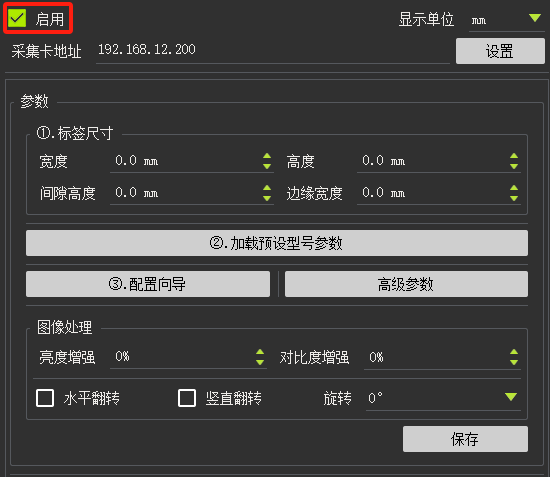 启用 显示单位 mm
采集卡地址 192.168.12.200 设置
参数
①.标签尺寸
宽度 0.0 mm 高度 0.0 mm
间隙高度 0.0 mm 边缘宽度 0.0 mm
②.加载预设型号参数
③.配置向导 高级参数
图像处理
亮度增强 0% 对比度增强 0%
水平翻转 竖直翻转 旋转 0°
保存